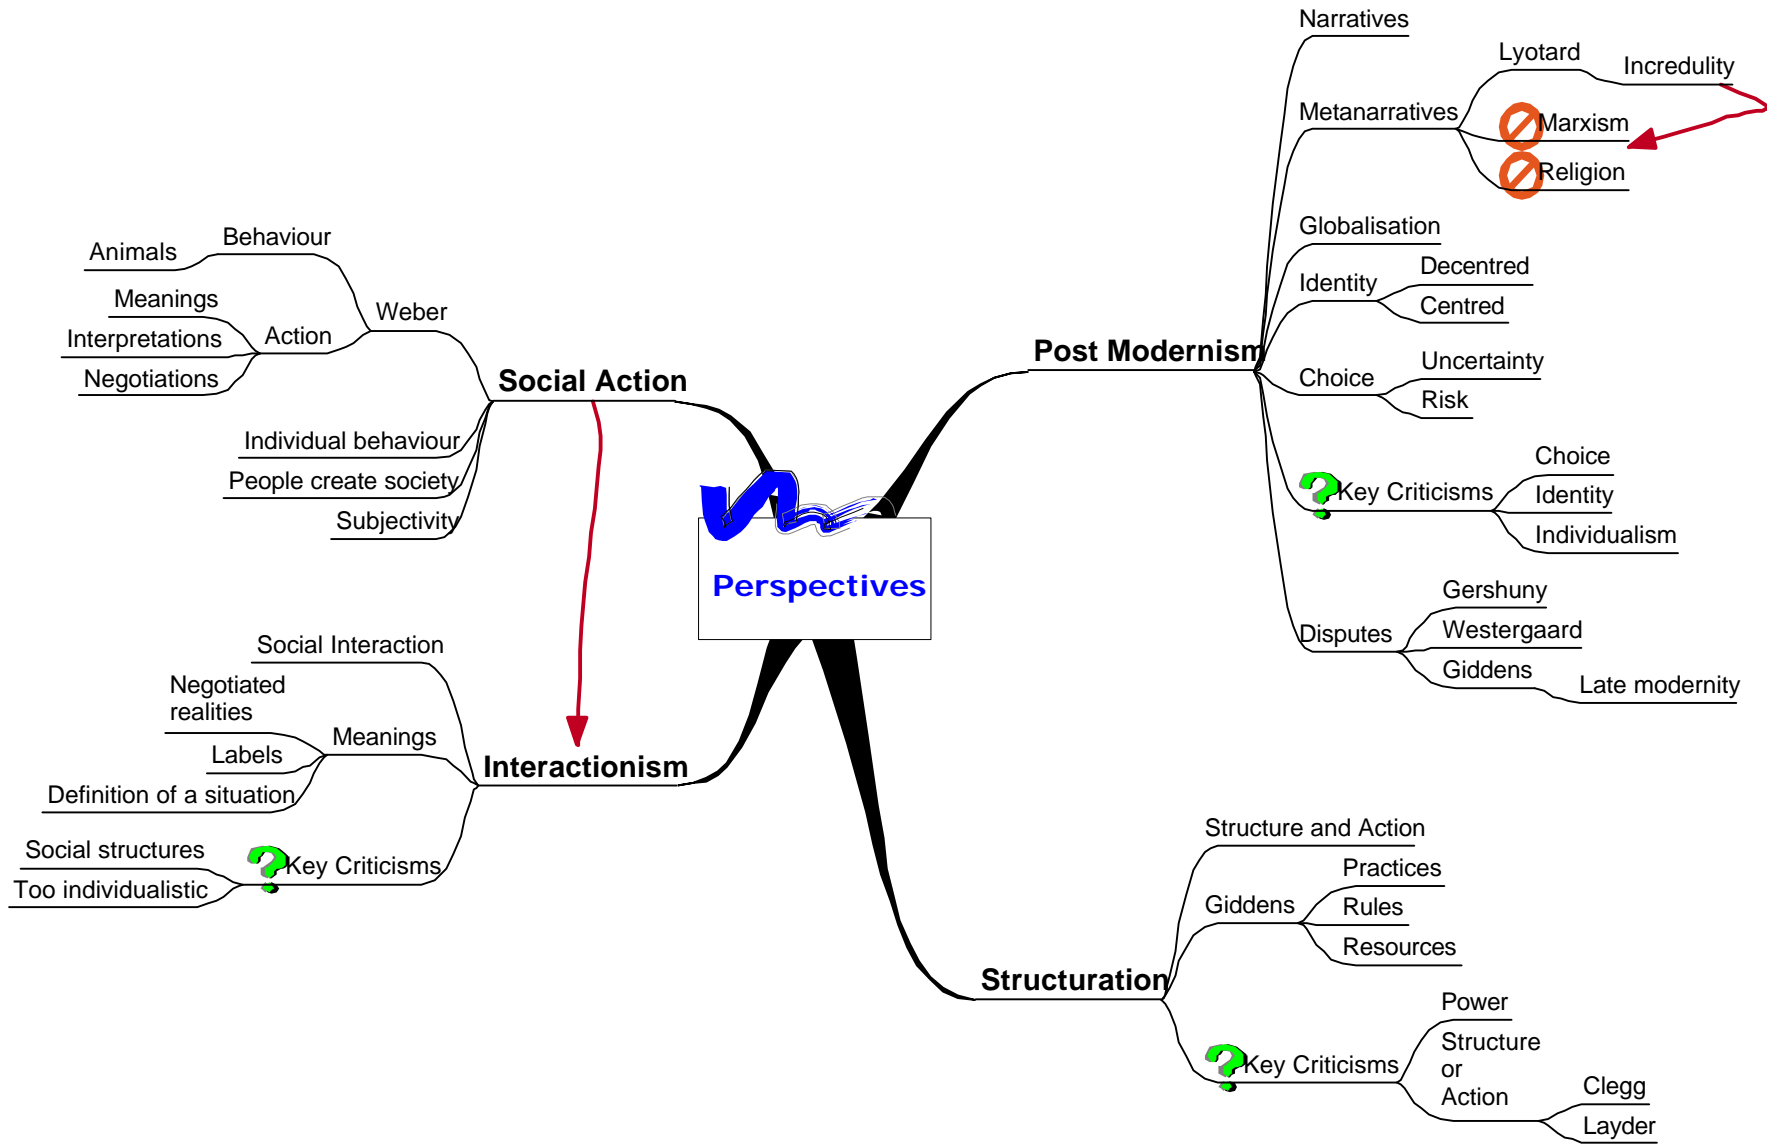 Perspectives
Post Modernism
Narratives
Metanarratives
Lyotard
Incredulity
Marxism
Religion
Globalisation
Identity
Decentred
Centred
Choice
Uncertainty
Risk
Key Criticisms
Choice
Identity
Individualism
Disputes
Gershuny
Westergaard
Giddens
Late modernity
Structuration
Structure and Action
Giddens
Practices
Rules
Resources
Key Criticisms
Power
Structure
or
Action
Clegg
Layder
Interactionism
Social Interaction
Meanings
Negotiated
realities
Labels
Definition of a situation
Key Criticisms
Social structures
Too individualistic
Social Action
Weber
Behaviour
Animals
Action
Meanings
Interpretations
Negotiations
Individual behaviour
People create society
Subjectivity